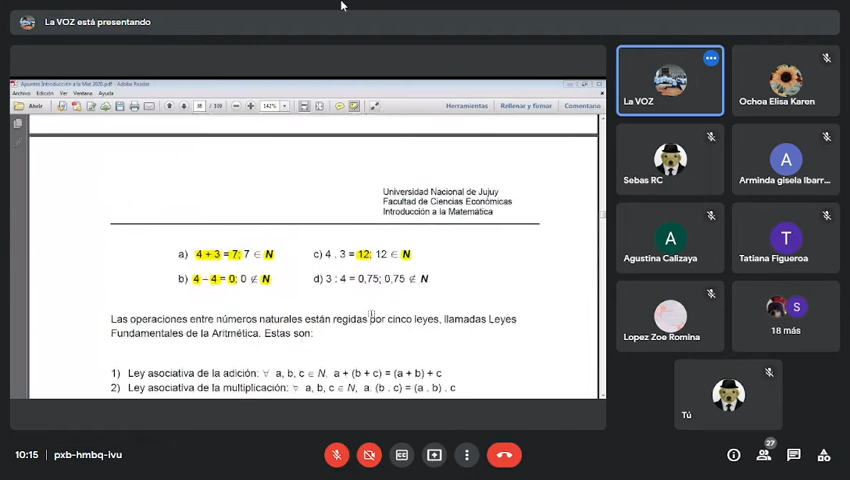 La VOZ está presentando
Apuntes Introducción a la Mat 2020.pdf - Adobe Reader
Archivo Edición Ver Ventana Ayuda
Abrir
38 / 109
142%
Herramientas
Rellenar y firmar
Comentario
Universidad Nacional de Jujuy
Facultad de Ciencias Económicas
Introducción a la Matemática
a) 4 + 3 = 7; 7 ∈ N
c) 4 . 3 = 12; 12 ∈ N
b) 4 – 4 = 0; 0 ∉ N
d) 3 : 4 = 0,75; 0,75 ∉ N
Las operaciones entre números naturales están regidas por cinco leyes, llamadas Leyes
Fundamentales de la Aritmética. Estas son:
1) Ley asociativa de la adición: ∀ a, b, c ∈ N, a + (b + c) = (a + b) + c
2) Ley asociativa de la multiplicación: ∀ a, b, c ∈ N, a. (b . c) = (a . b) . c
La VOZ
Ochoa Elisa Karen
Sebas RC
A
Arminda gisela Ibarr...
A
Agustina Calizaya
T
Tatiana Figueroa
Lopez Zoe Romina
S
18 más
Tú
10:15
pxb-hmbq-ivu
27